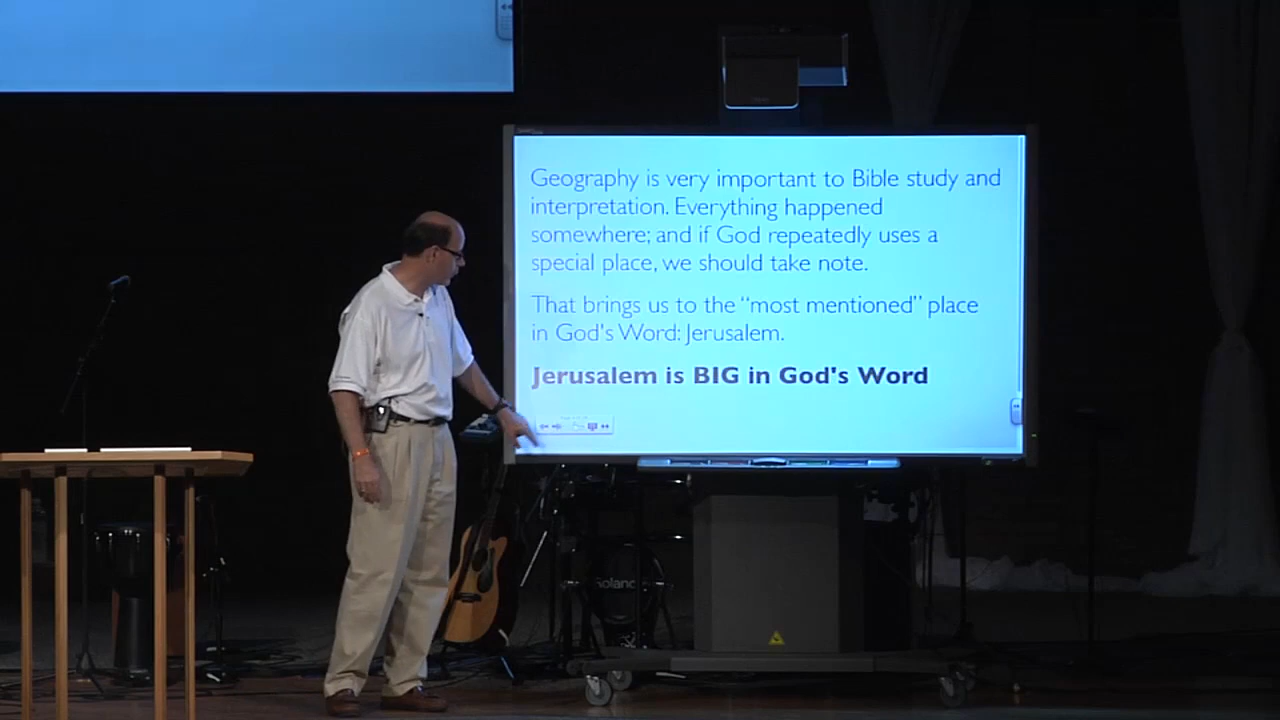 Geography is very important to Bible study and
interpretation. Everything happened
somewhere; and if God repeatedly uses a
special place, we should take note.
That brings us to the “most mentioned” place
in God's Word: Jerusalem.
Jerusalem is BIG in God's Word
Roland